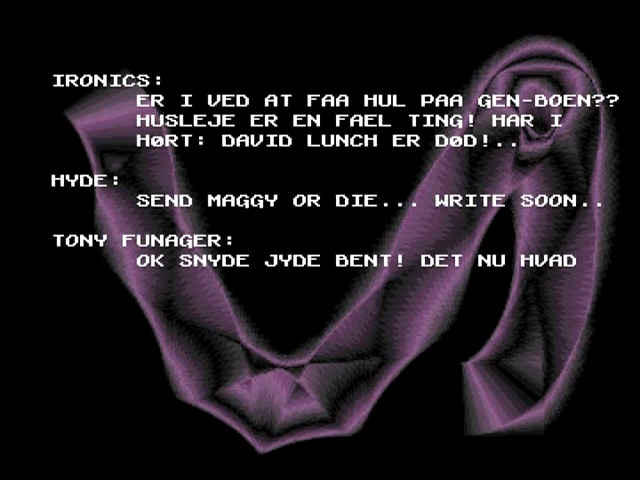 IRONICS:
ER I VED AT FAA HUL PAA GEN-BOEN??
HUSLEJE ER EN FAEL TING! HAR I
HØRT: DAVID LUNCH ER DØD!..
HYDE:
SEND MAGGY OR DIE... WRITE SOON..
TONY FUNAGER:
OK SNYDE JYDE BENT! DET NU HVAD